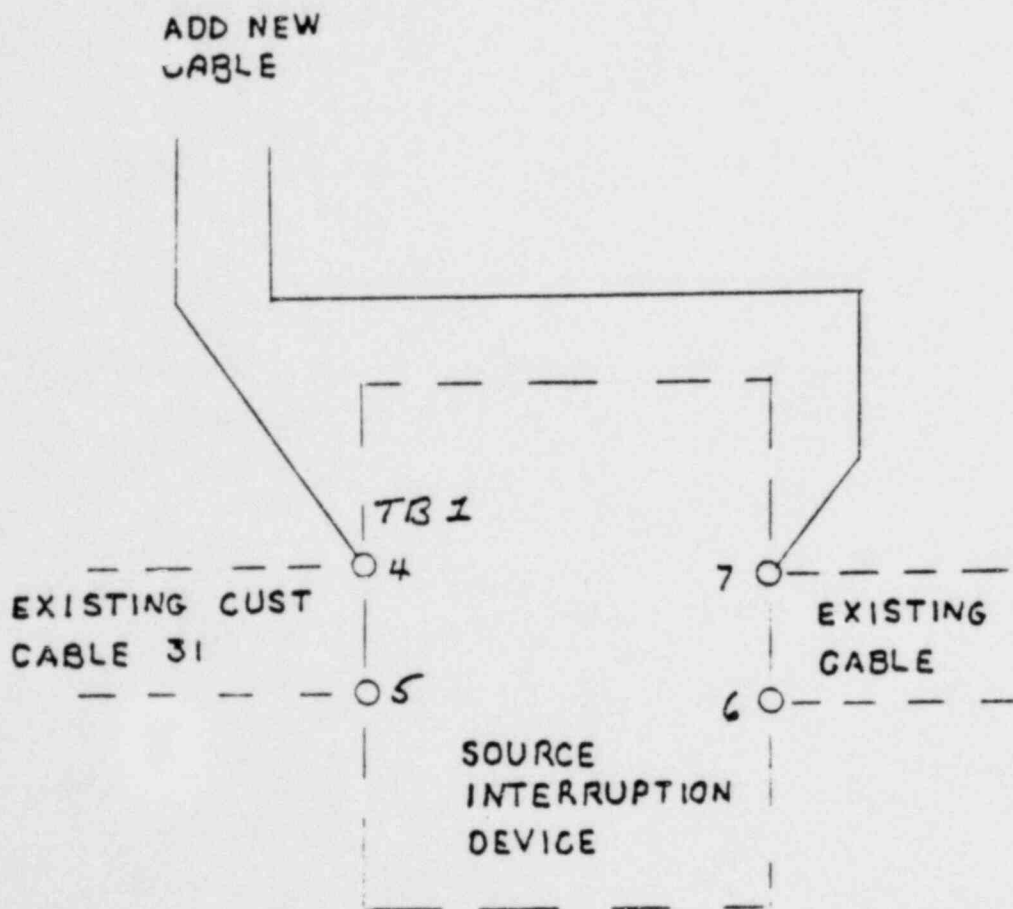 ADD NEW
CABLE
TB 1
4
7
EXISTING CUST
CABLE 31
EXISTING
CABLE
5
6
SOURCE
INTERRUPTION
DEVICE